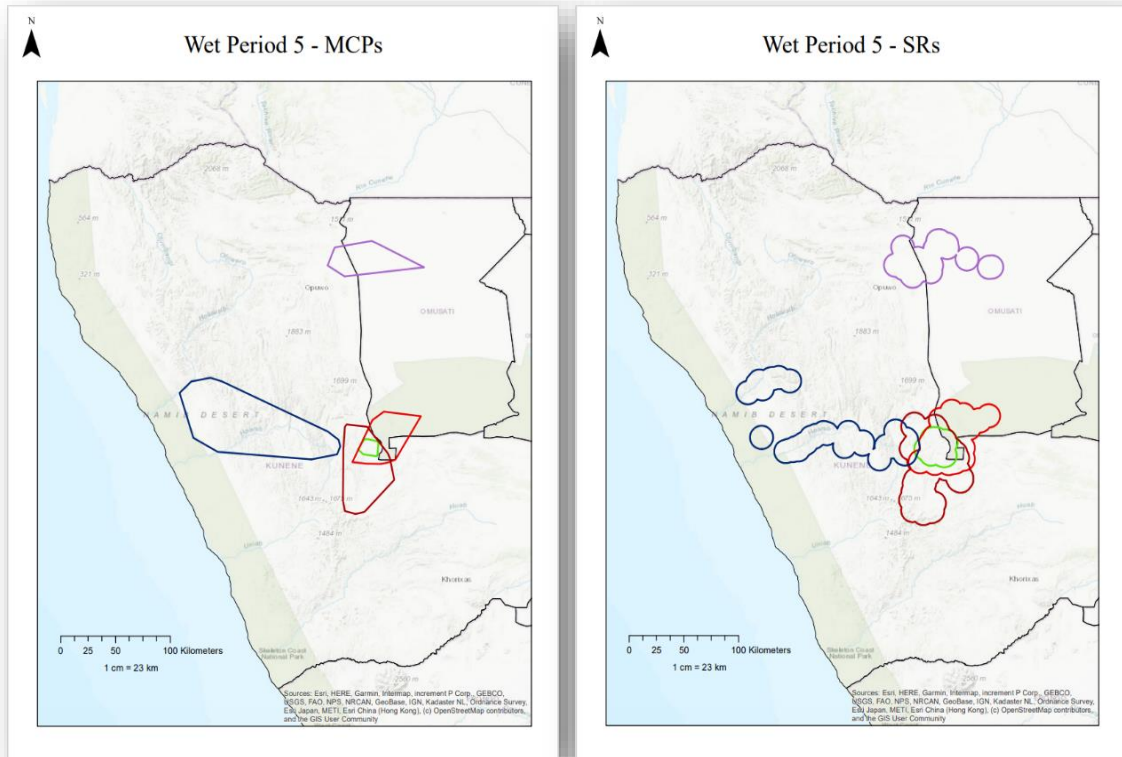 N
Wet Period 5 - MCPs
Rio Cunene
2068 m
564 m
321 m
Opuwo
OMUSATI
1883 m
1699 m
NAMIB DESERT
KUNENE
1484 m
Khorixas
0 25 50 100 Kilometers
1 cm = 23 km
Skeleton Coast
National Park
Sources: Esri, HERE, Garmin, Intermap, increment P Corp., GEBCO,
USGS, FAO, NPS, NRCAN, GeoBase, IGN, Kadaster NL, Ordnance Survey,
Esri Japan, METI, Esri China (Hong Kong), (c) OpenStreetMap contributors,
and the GIS User Community
N
Wet Period 5 - SRs
Rio Cunene
2068 m
564 m
321 m
Opuwo
OMUSATI
1883 m
1699 m
NAMIB DESERT
KUNENE
1484 m
Khorixas
0 25 50 100 Kilometers
1 cm = 23 km
Skeleton Coast
National Park
Sources: Esri, HERE, Garmin, Intermap, increment P Corp., GEBCO,
USGS, FAO, NPS, NRCAN, GeoBase, IGN, Kadaster NL, Ordnance Survey,
Esri Japan, METI, Esri China (Hong Kong), (c) OpenStreetMap contributors,
and the GIS User Community